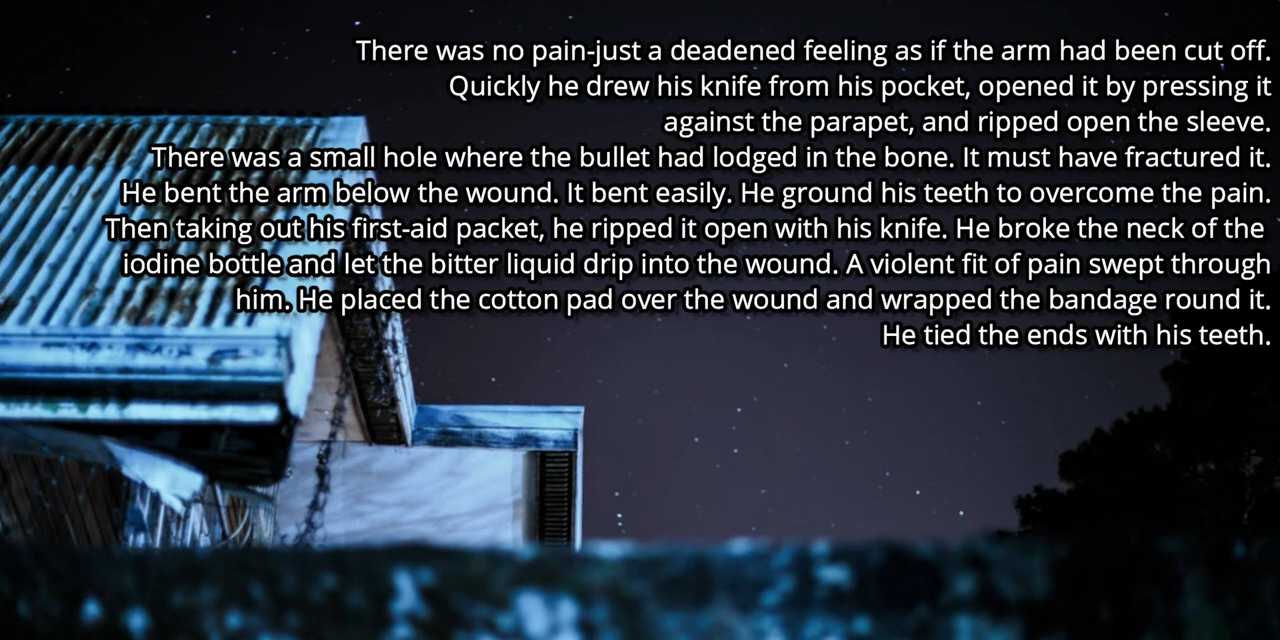 There was no pain-just a deadened feeling as if the arm had been cut off.
Quickly he drew his knife from his pocket, opened it by pressing it
against the parapet, and ripped open the sleeve.
There was a small hole where the bullet had lodged in the bone. It must have fractured it.
He bent the arm below the wound. It bent easily. He ground his teeth to overcome the pain.
Then taking out his first-aid packet, he ripped it open with his knife. He broke the neck of the
iodine bottle and let the bitter liquid drip into the wound. A violent fit of pain swept through
him. He placed the cotton pad over the wound and wrapped the bandage round it.
He tied the ends with his teeth.